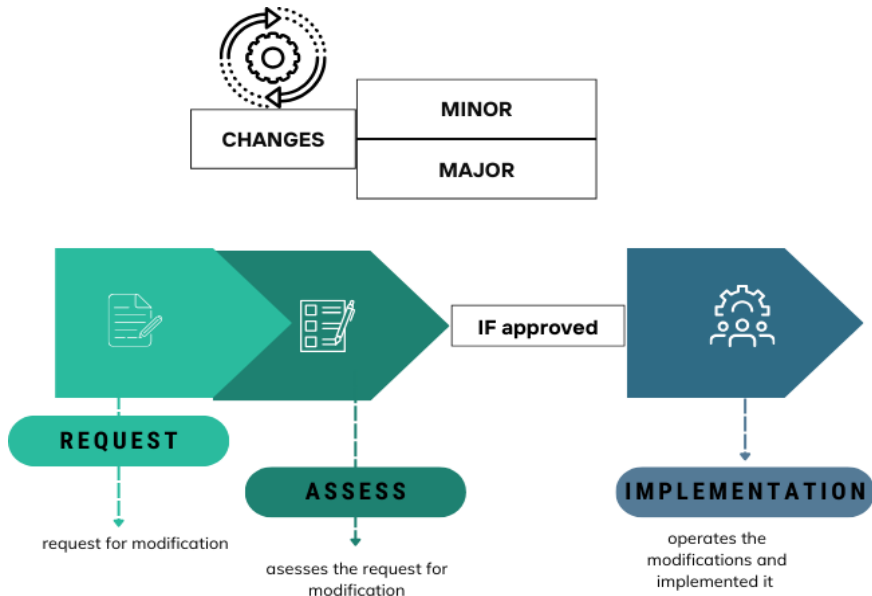 CHANGES
MINOR
MAJOR
IF approved
REQUEST
request for modification
ASSESS
asesses the request for
modification
IMPLEMENTATION
operates the
modifications and
implemented it